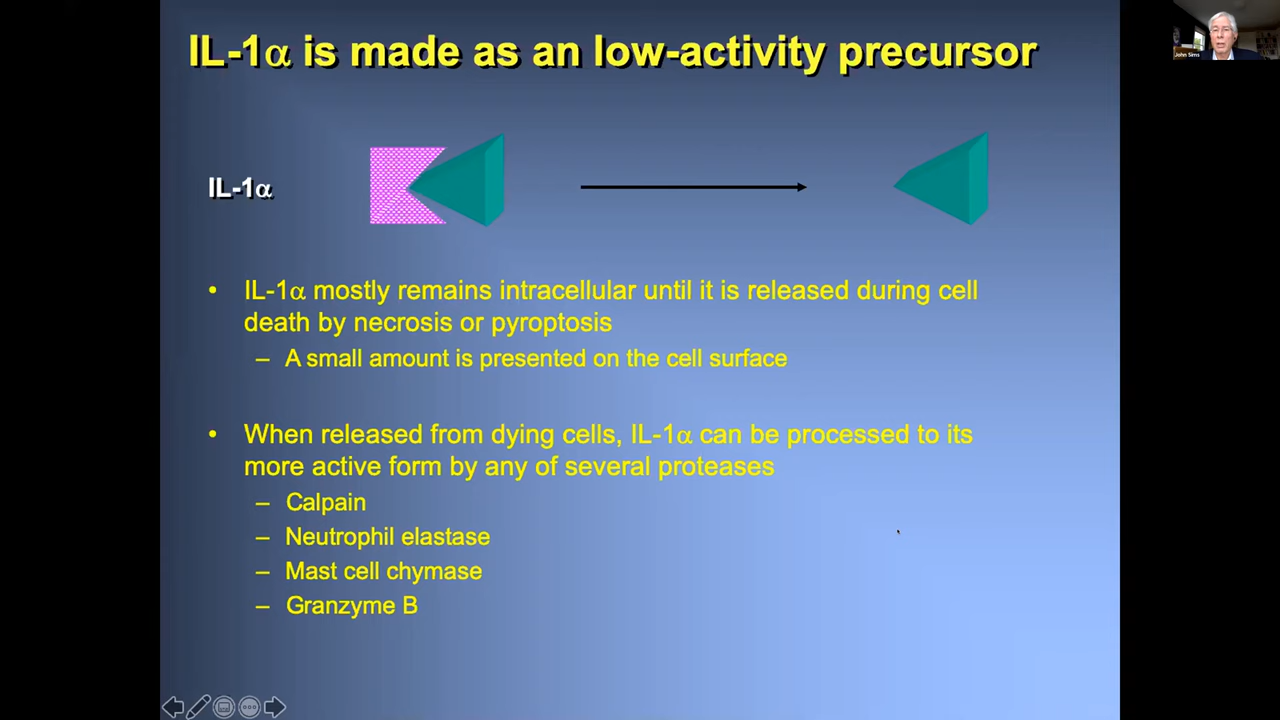 IL-1α is made as an low-activity precursor
John Sims
IL-1α
• IL-1α mostly remains intracellular until it is released during cell
death by necrosis or pyroptosis
– A small amount is presented on the cell surface
• When released from dying cells, IL-1α can be processed to its
more active form by any of several proteases
– Calpain
– Neutrophil elastase
– Mast cell chymase
– Granzyme B